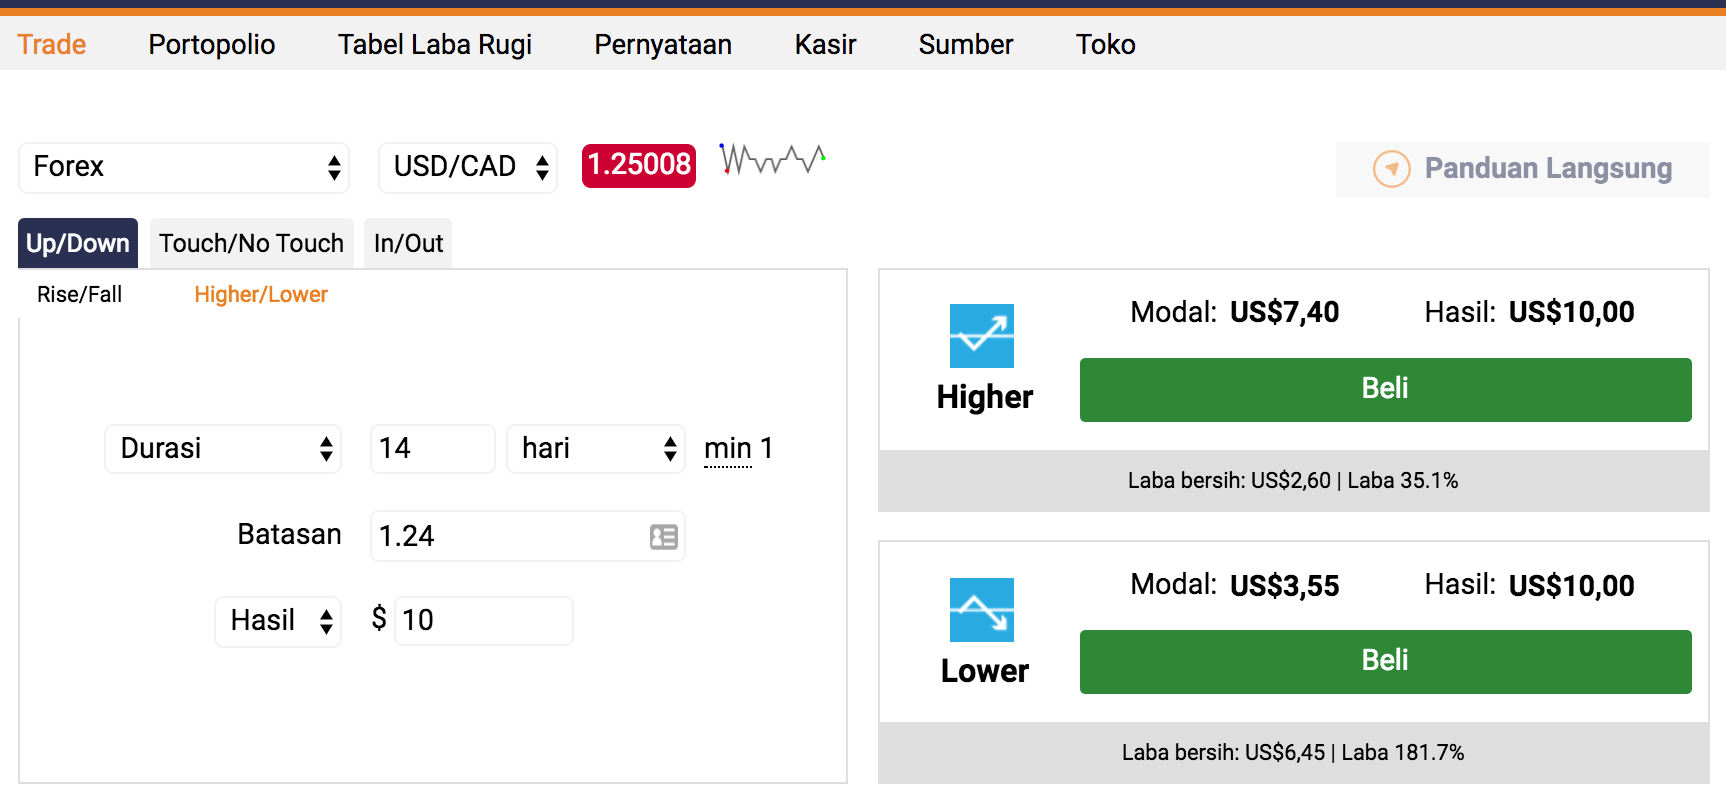 Trade Portopolio Tabel Laba Rugi Pernyataan Kasir Sumber Toko
Forex USD/CAD 1.25008 Panduan Langsung
Up/Down Touch/No Touch In/Out
Rise/Fall Higher/Lower
Durasi 14 hari min 1
Batasan 1.24
Hasil $ 10
Modal: US$7,40 Hasil: US$10,00
Higher Beli
Laba bersih: US$2,60 | Laba 35.1%
Modal: US$3,55 Hasil: US$10,00
Lower Beli
Laba bersih: US$6,45 | Laba 181.7%